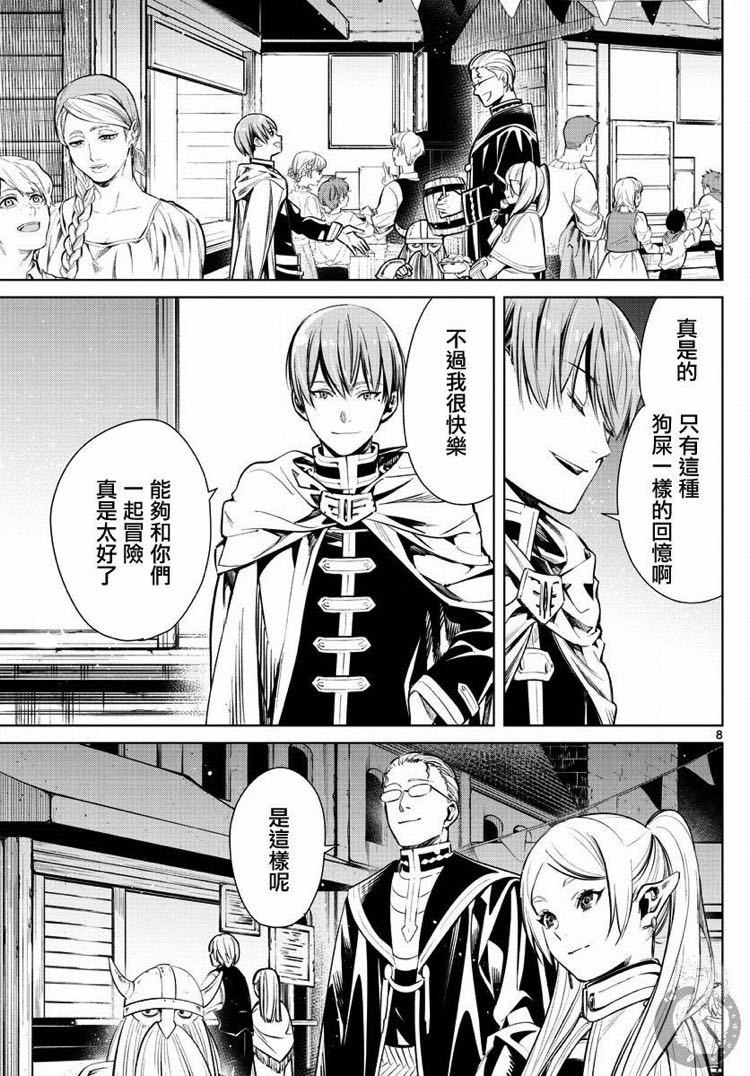 真是的
只有這種
狗屎一樣的回憶啊
不過我很快樂
能夠和你們
一起冒險
真是太好了
8
是這樣呢